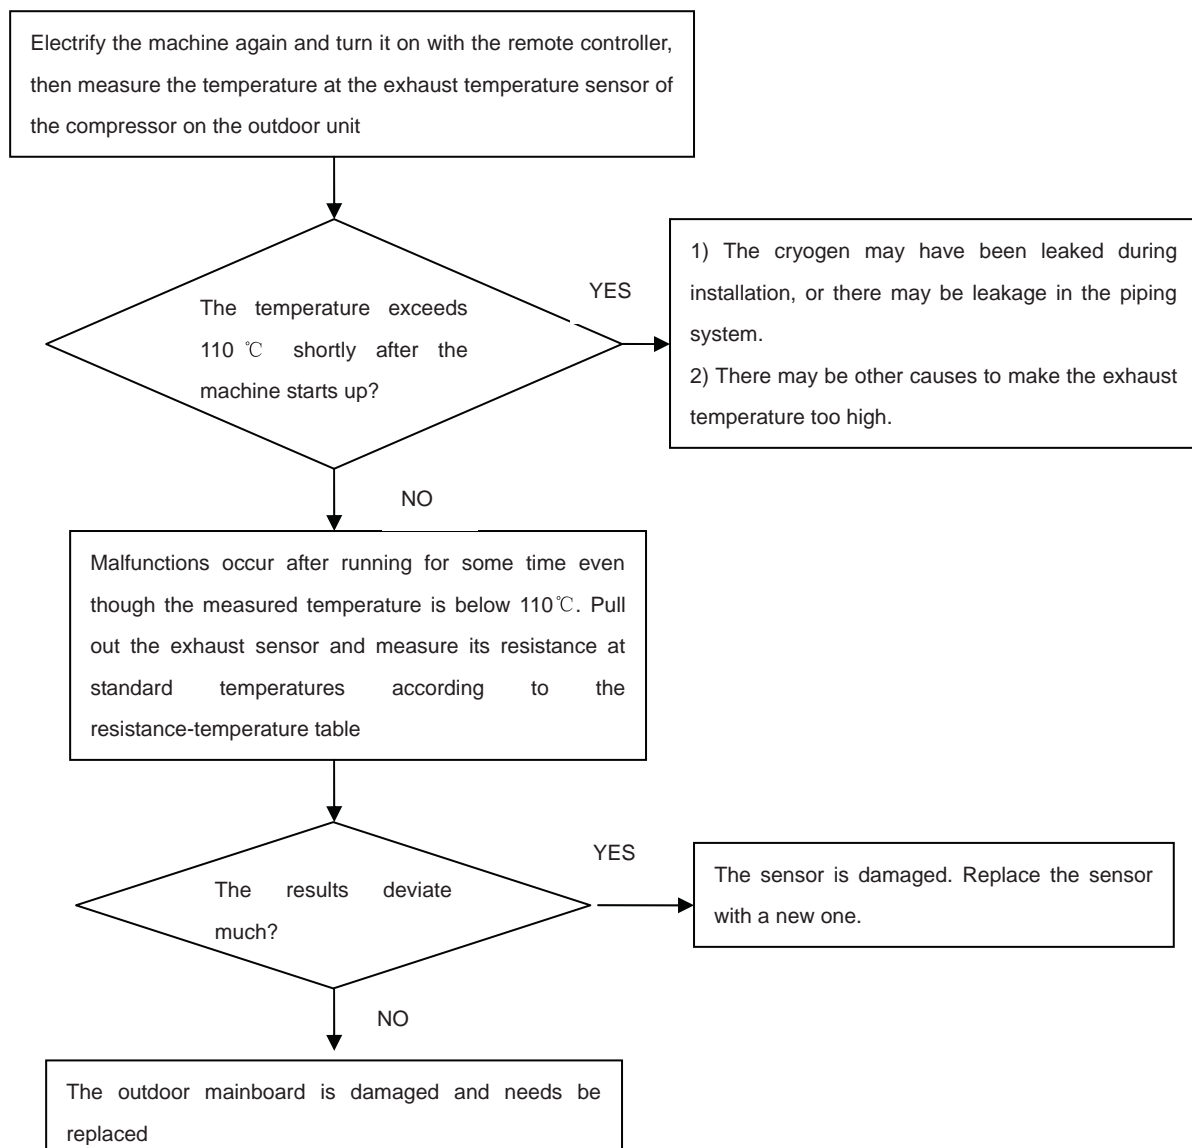 Electrify the machine again and turn it on with the remote controller,
then measure the temperature at the exhaust temperature sensor of
the compressor on the outdoor unit
The temperature exceeds
110 ℃ shortly after the
machine starts up?
YES
1) The cryogen may have been leaked during
installation, or there may be leakage in the piping
system.
2) There may be other causes to make the exhaust
temperature too high.
NO
Malfunctions occur after running for some time even
though the measured temperature is below 110℃. Pull
out the exhaust sensor and measure its resistance at
standard temperatures according to the
resistance-temperature table
The results deviate
much?
YES
The sensor is damaged. Replace the sensor
with a new one.
NO
The outdoor mainboard is damaged and needs be
replaced